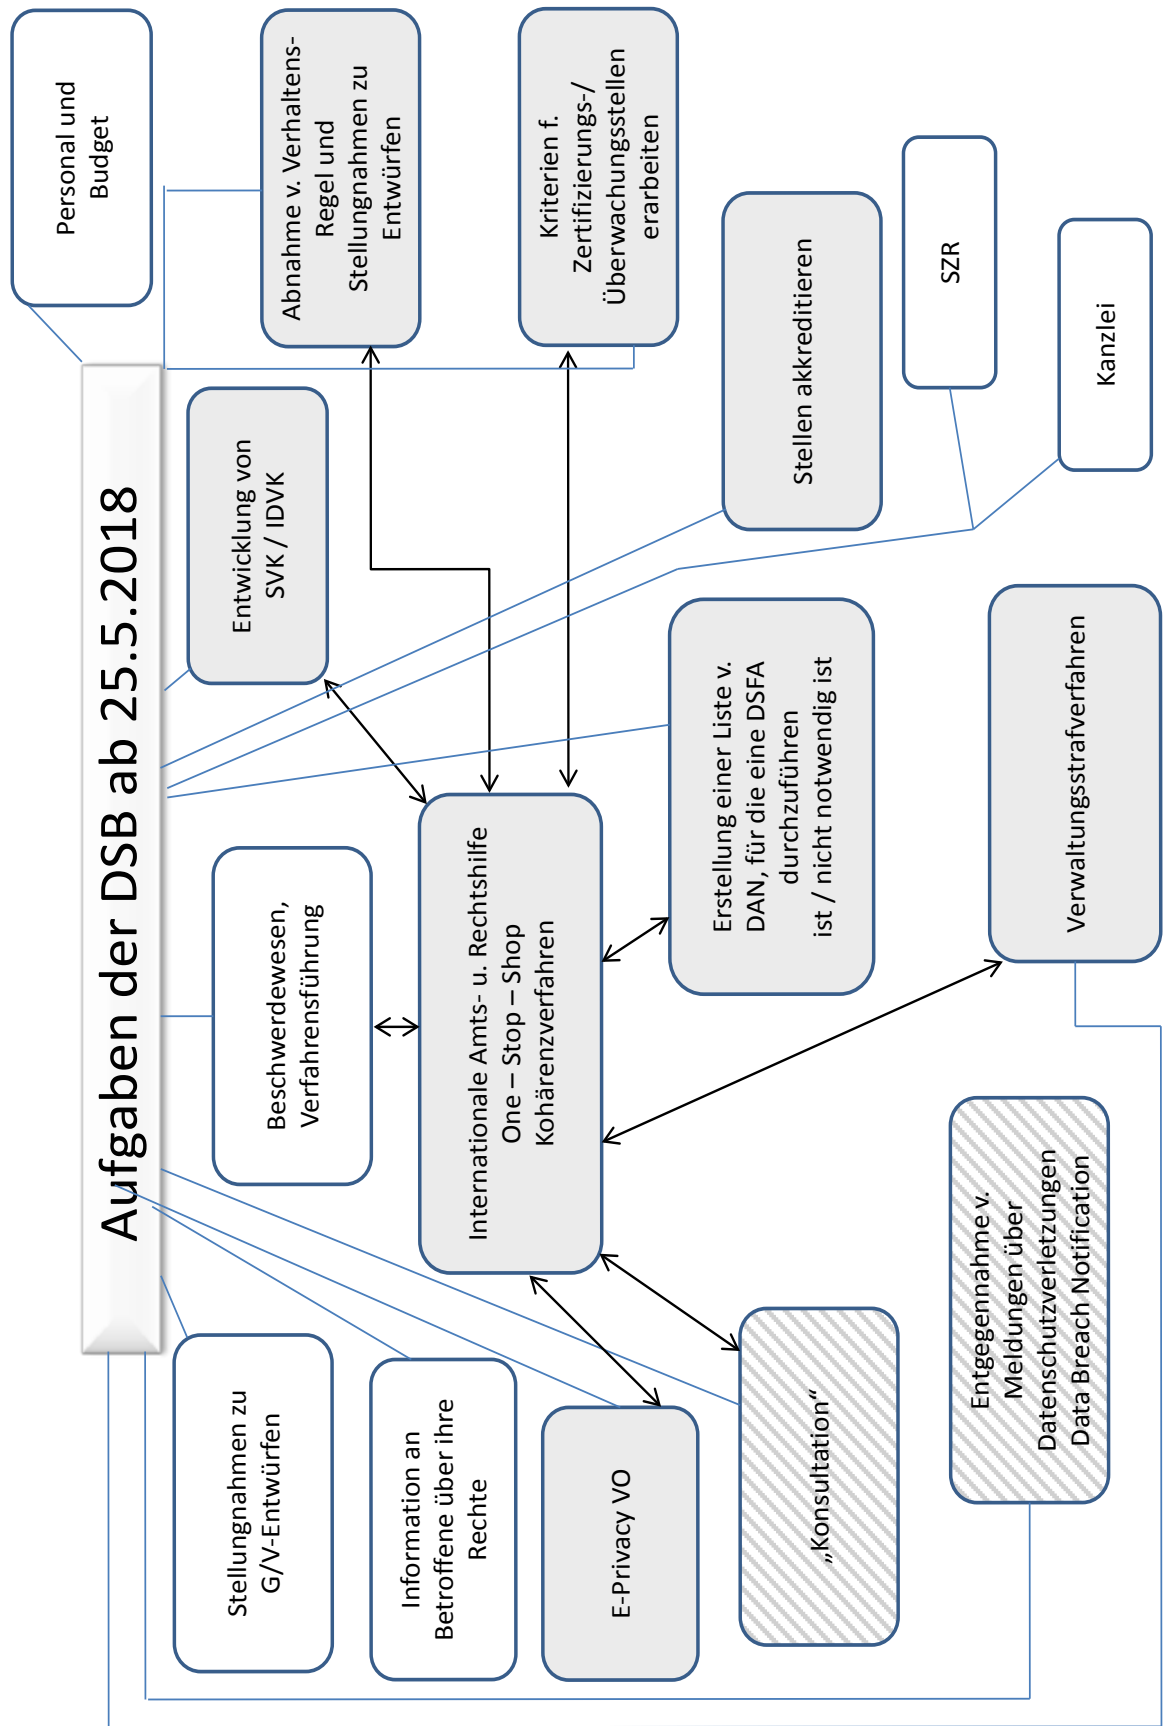 Aufgaben der DSB ab 25.5.2018
Stellungnahmen zu
G/V-Entwürfen
Beschwerdewesen,
Verfahrensführung
Entwicklung von
SVK / IDVK
Personal und
Budget
Information an
Betroffene über ihre
Rechte
Internationale Amts- u. Rechtshilfe
One – Stop – Shop
Kohärenzverfahren
Abnahme v. Verhaltens-
Regel und
Stellungnahmen zu
Entwürfen
E-Privacy VO
Kriterien f.
Zertifizierungs-/
Überwachungsstellen
erarbeiten
„Konsultation“
Erstellung einer Liste v.
DAN, für die eine DSFA
durchzuführen
ist / nicht notwendig ist
Stellen akkreditieren
Entgegennahme v.
Meldungen über
Datenschutzverletzungen
Data Breach Notification
Verwaltungsstrafverfahren
SZR
Kanzlei